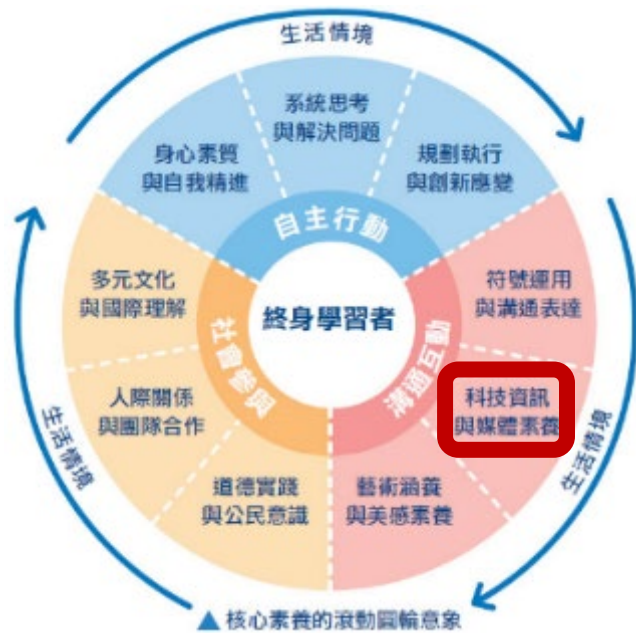 生活情境
系統思考
與解決問題
身心素質
與自我精進
規劃執行
與創新應變
自主行動
多元文化
與國際理解
符號運用
與溝通表達
終身學習者
社會參與
溝通互動
人際關係
與團隊合作
科技資訊
與媒體素養
生活情境
生活情境
道德實踐
與公民意識
藝術涵養
與美感素養
▲ 核心素養的滾動圓輪意象